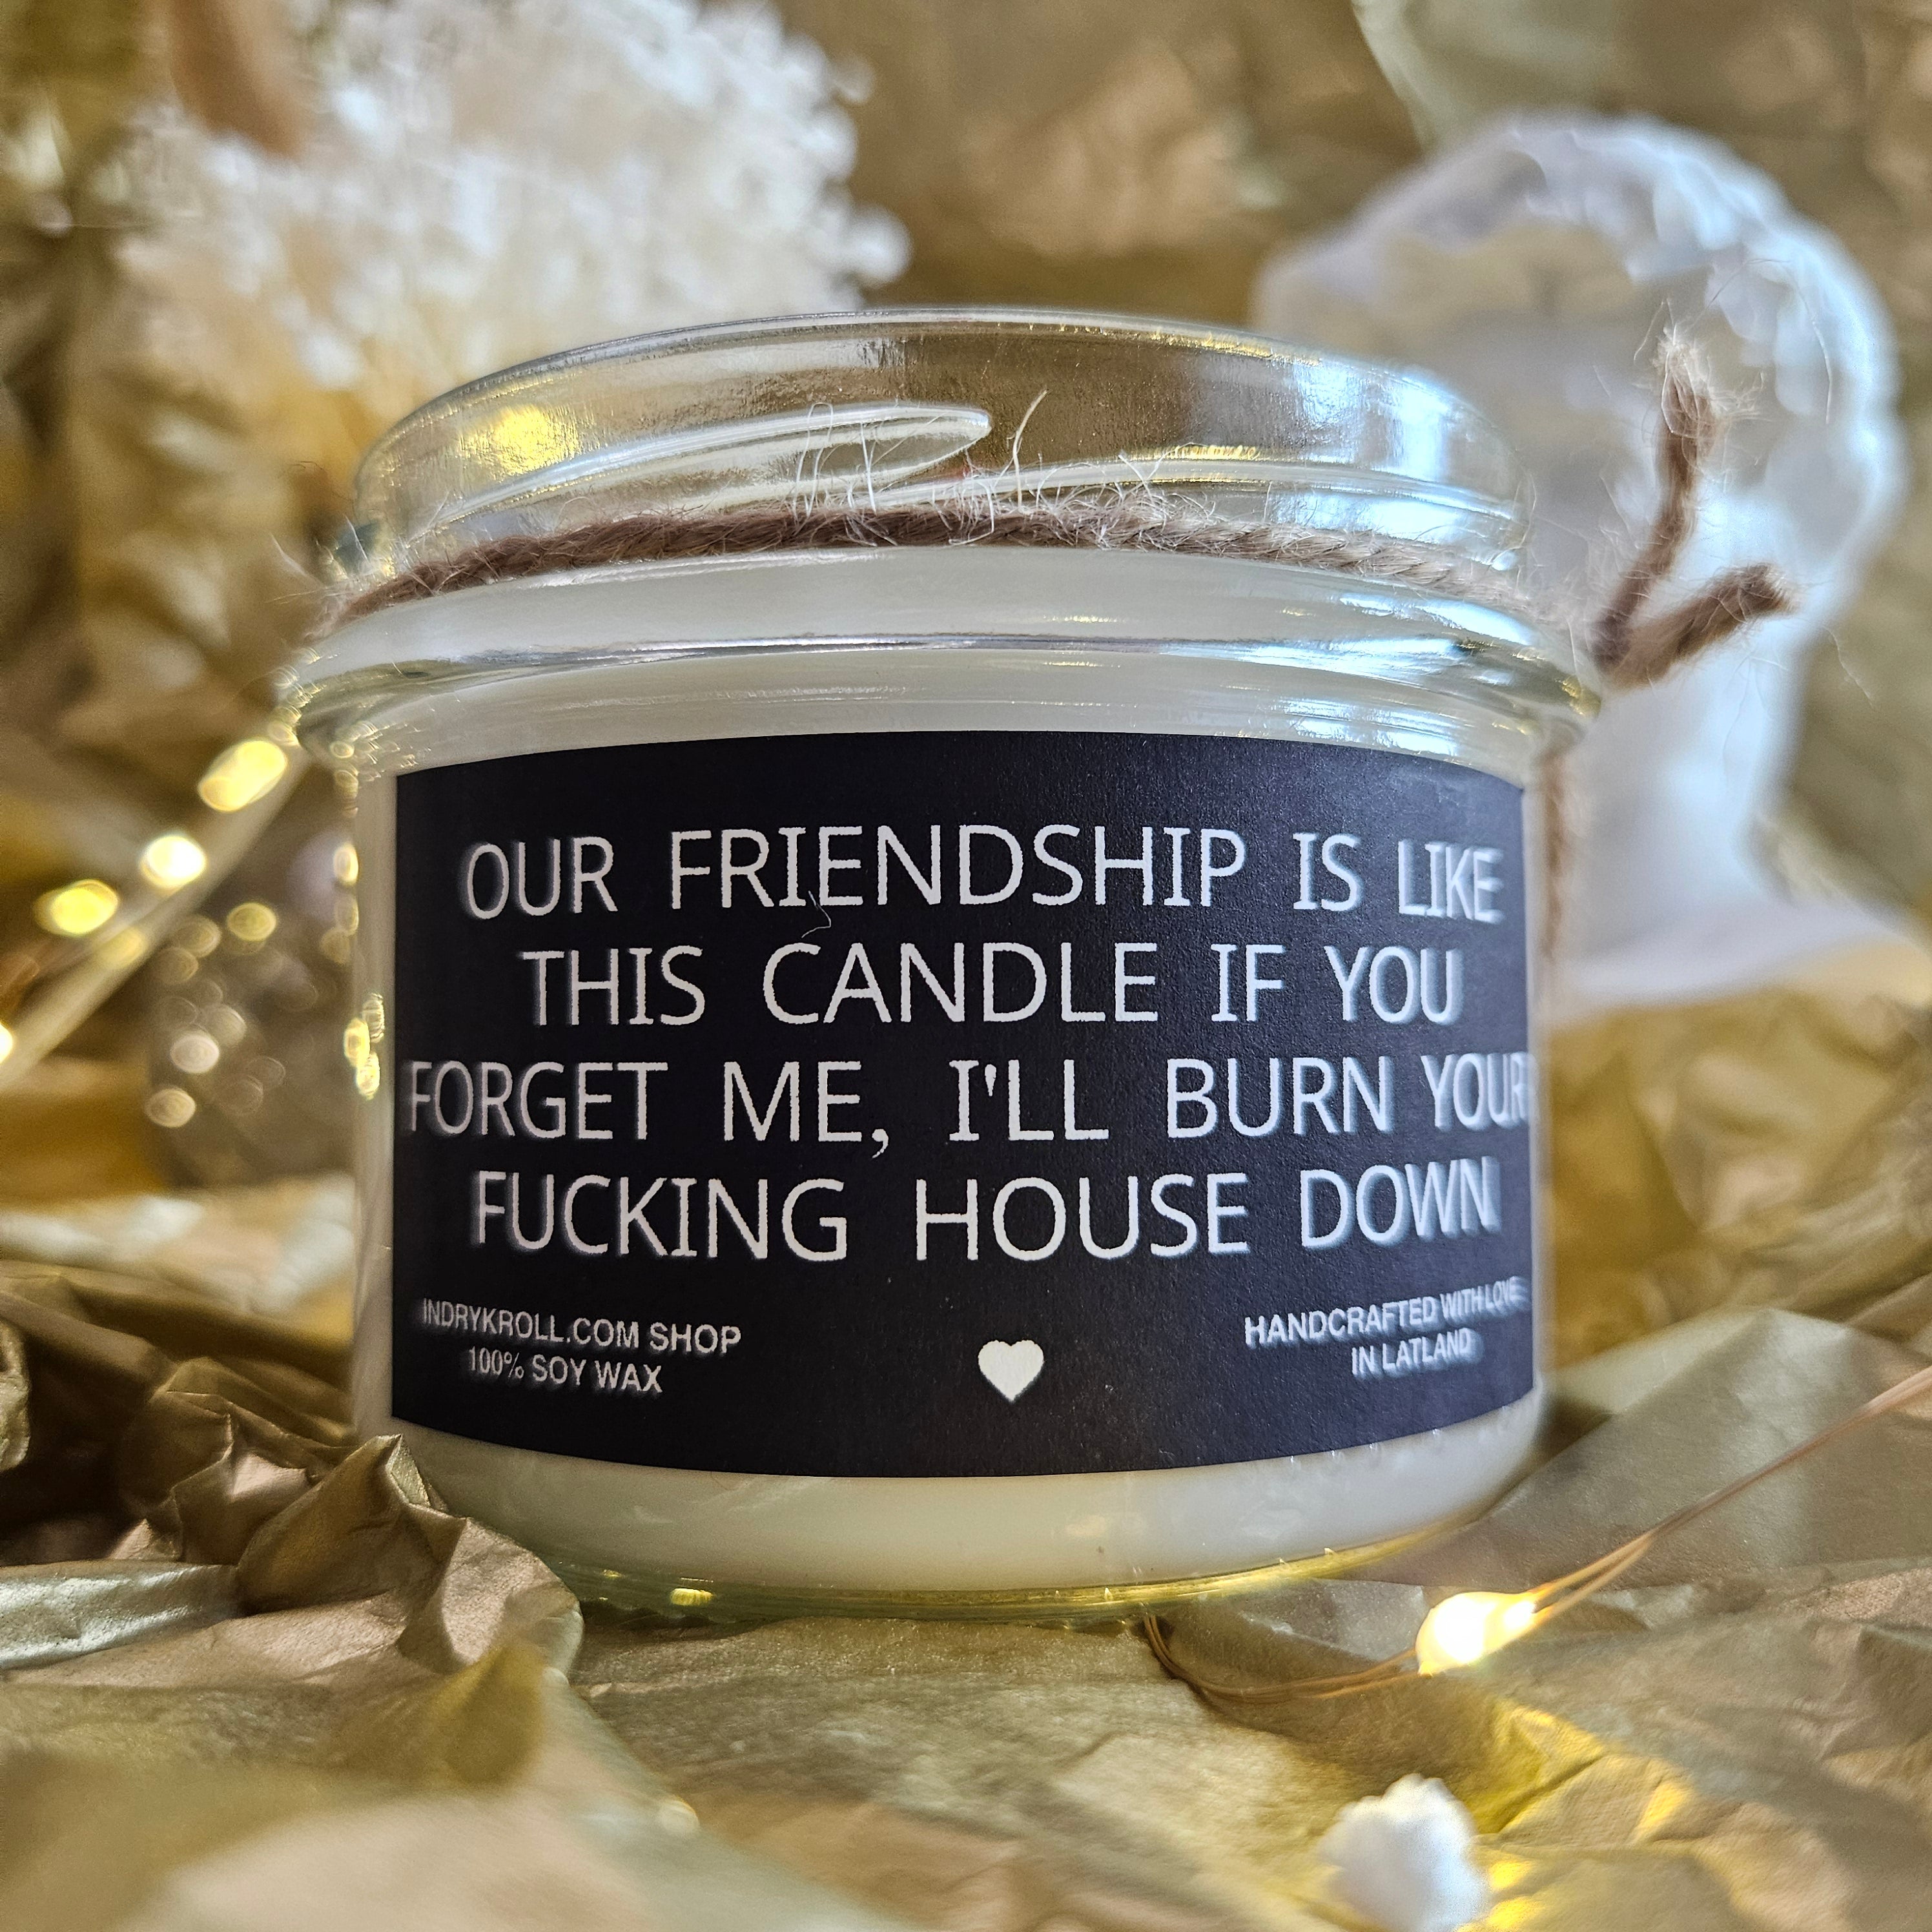 OUR FRIENDSHIP IS LIKE
THIS CANDLE IF YOU
FORGET ME, I'LL BURN YOUR
FUCKING HOUSE DOWN
INDRYKROLL.COM SHOP
100% SOY WAX
HANDCRAFTED WITH LOVE
IN LATLAND